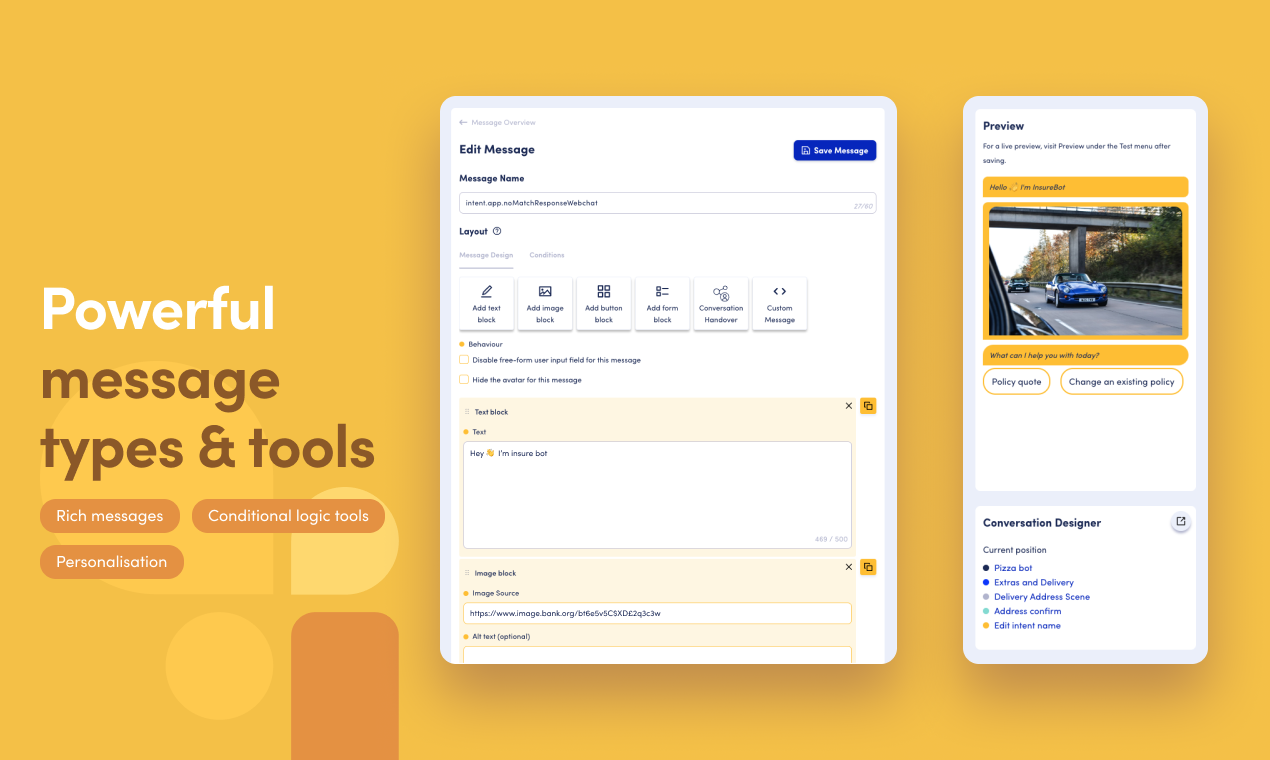 Powerful
message
types & tools
Rich messages
Conditional logic tools
Personalisation
Message Overview
Edit Message
Save Message
Message Name
intent.app.noMatchResponseWebchat
27/60
Layout
Message Design
Conditions
Add text
block
Add image
block
Add button
block
Add form
block
Conversation
Handover
Custom
Message
Behaviour
Disable free-form user input field for this message
Hide the avatar for this message
Text block
Text
Hey 👋 I'm insure bot
469 / 500
Image block
Image Source
https://www.image.bank.org/bt6e5v5CSXD£2q3c3w
Alt text (optional)
Preview
For a live preview, visit Preview under the Test menu after
saving.
Hello 👋 I'm InsureBot
What can I help you with today?
Policy quote
Change an existing policy
Conversation Designer
Current position
Pizza bot
Extras and Delivery
Delivery Address Scene
Address confirm
Edit intent name